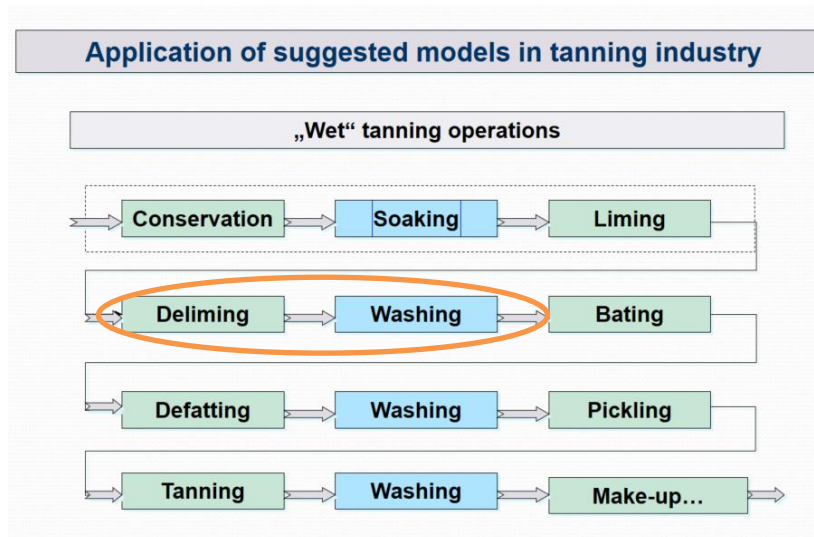 Application of suggested models in tanning industry
„Wet“ tanning operations
Conservation
Soaking
Liming
Deliming
Washing
Bating
Defatting
Washing
Pickling
Tanning
Washing
Make-up...